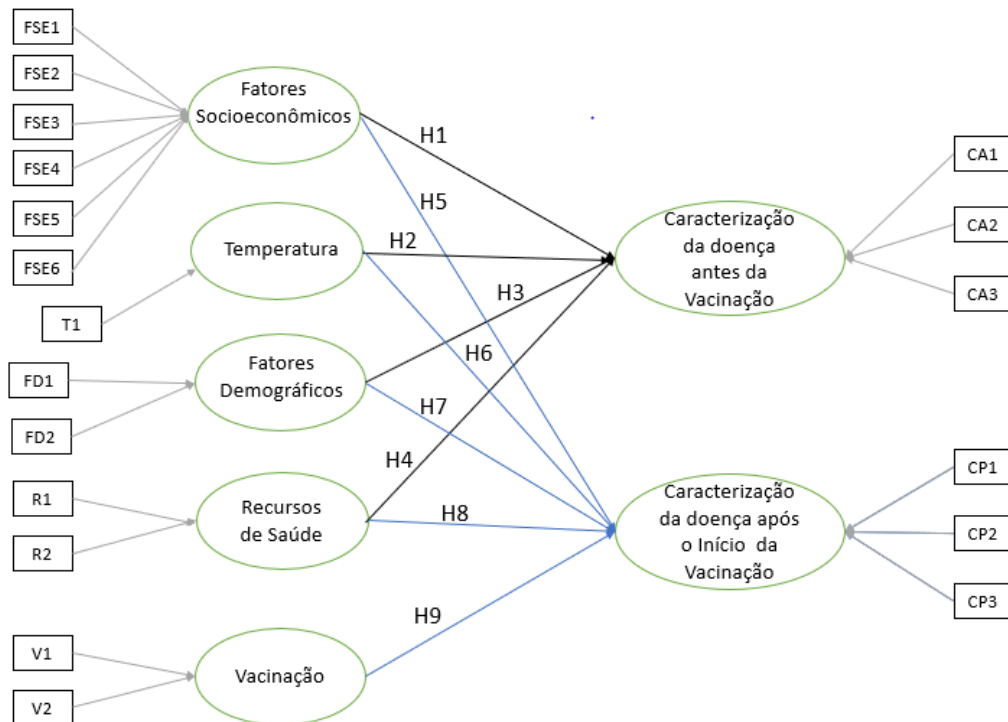 FSE1
FSE2
FSE3
FSE4
FSE5
FSE6
T1
FD1
FD2
R1
R2
V1
V2
Fatores
Socioeconômicos
Temperatura
Fatores
Demográficos
Recursos
de Saúde
Vacinação
H1
H5
H2
H3
H6
H7
H4
H8
H9
Caracterização
da doença
antes da
Vacinação
Caracterização
da doença após
o Início da
Vacinação
CA1
CA2
CA3
CP1
CP2
CP3